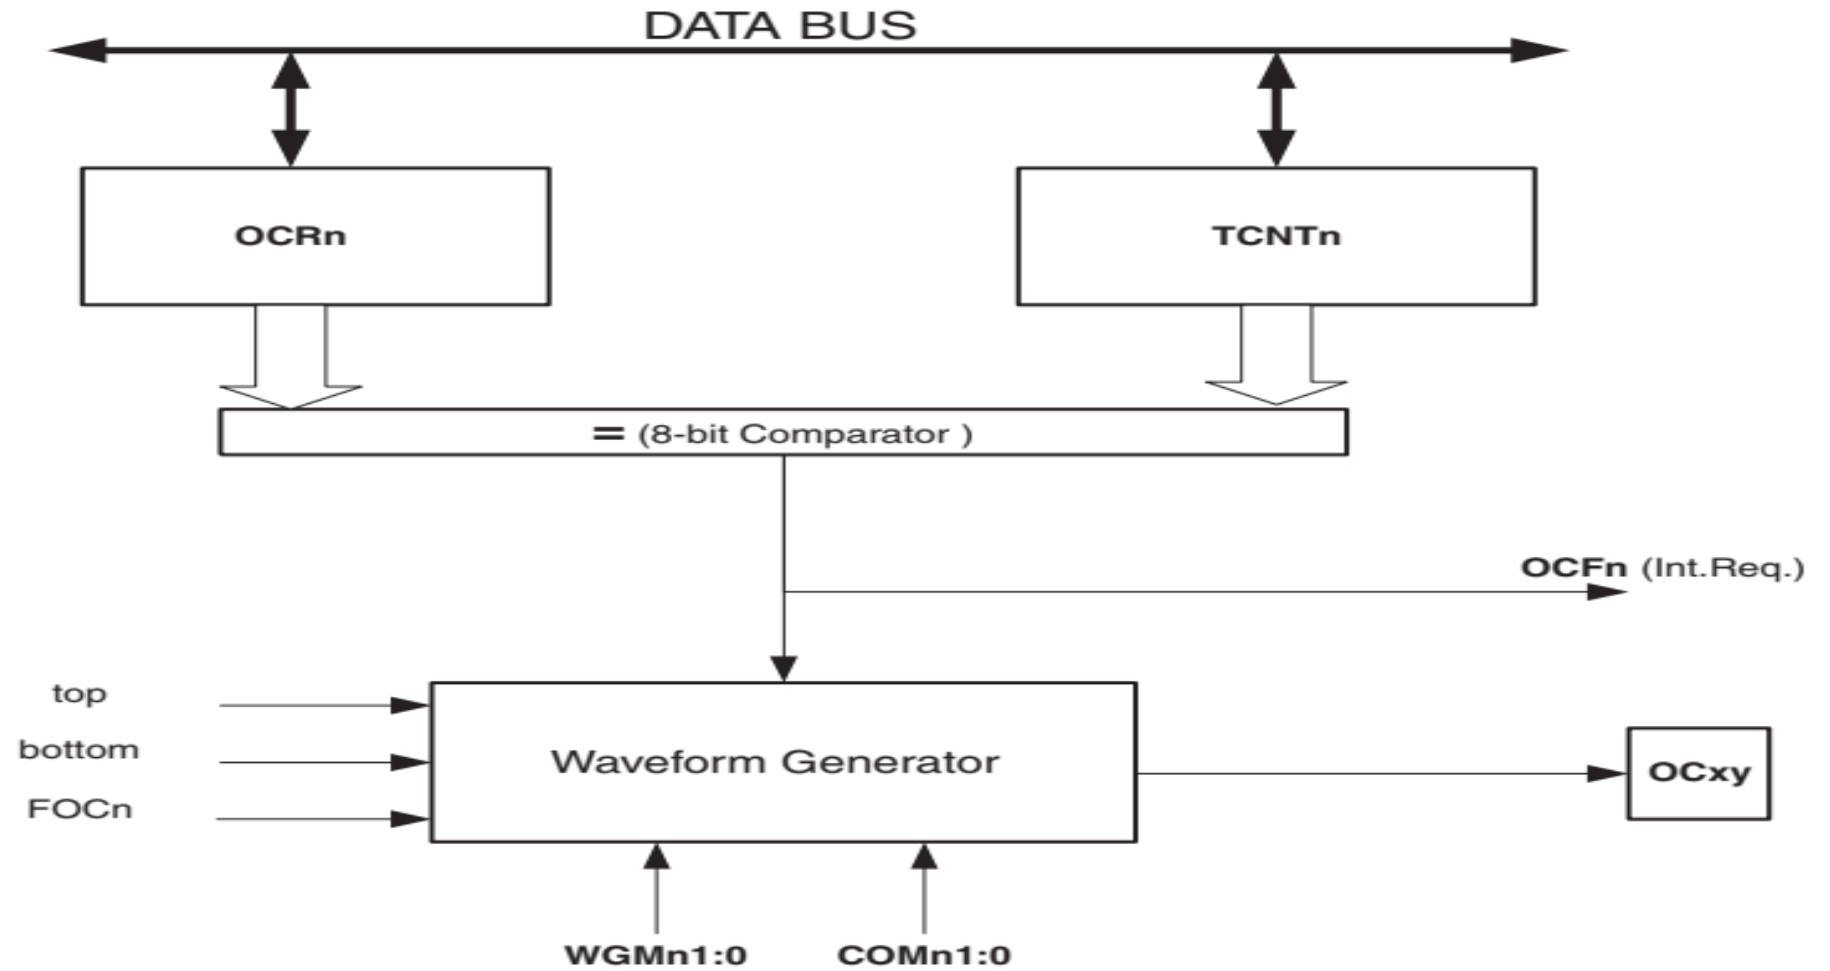 DATA BUS
OCRn
TCNTn
= (8-bit Comparator )
OCFn (Int.Req.)
top
bottom
FOCn
Waveform Generator
OCxy
WGMn1:0
COMn1:0